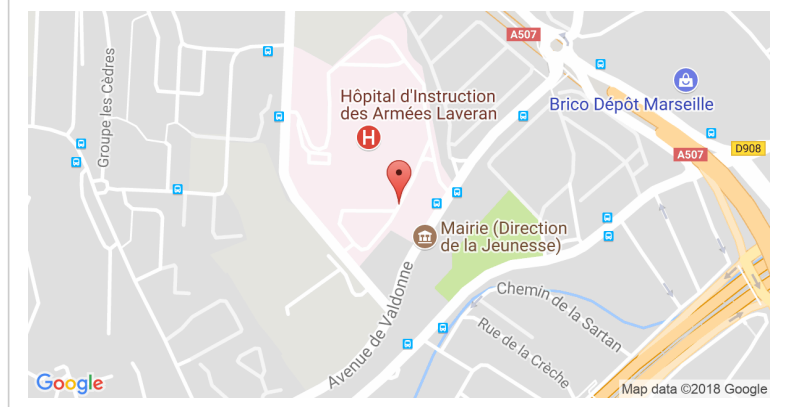 A507
Groupe les Cèdres
Hôpital d'Instruction
des Armées Laveran
H
Brico Dépôt Marseille
A507
D908
Mairie (Direction
de la Jeunesse)
Avenue de Valdonne
Chemin de la Sartan
Rue de la Crèche
Google
Map data ©2018 Google